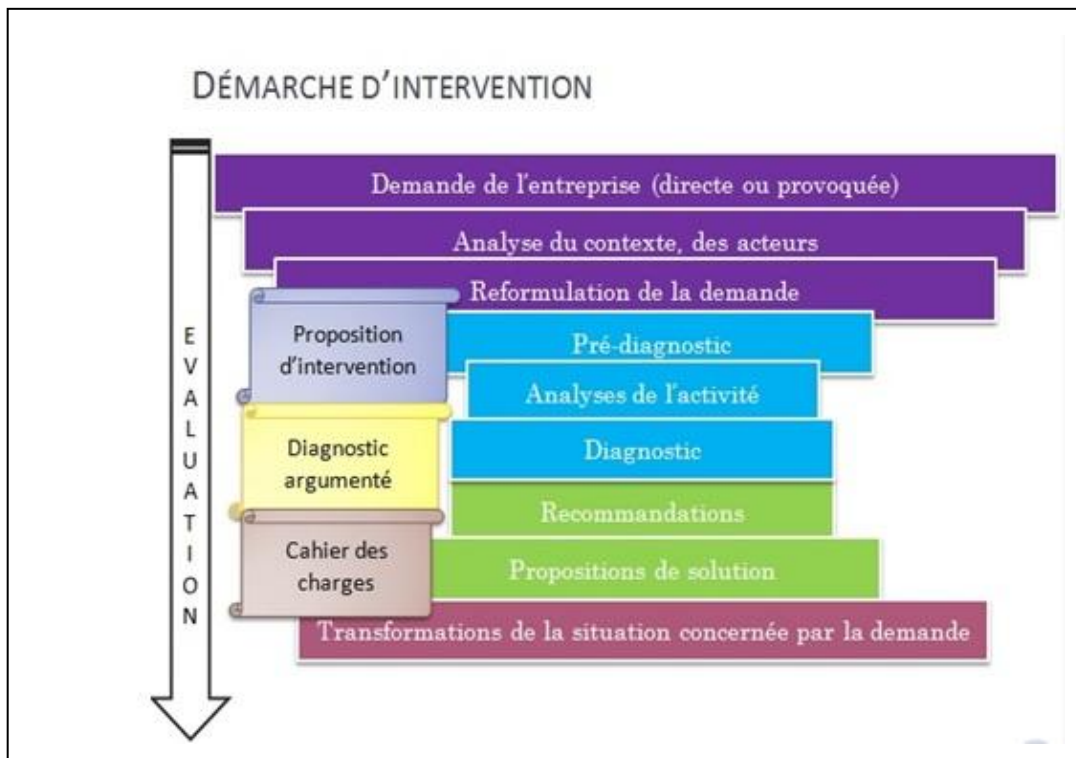 DÉMARCHE D'INTERVENTION
EVALUATION
Demande de l'entreprise (directe ou provoquée)
Analyse du contexte, des acteurs
Reformulation de la demande
Proposition
d'intervention
Pré-diagnostic
Analyses de l'activité
Diagnostic
argumenté
Diagnostic
Recommandations
Cahier des
charges
Propositions de solution
Transformations de la situation concernée par la demande